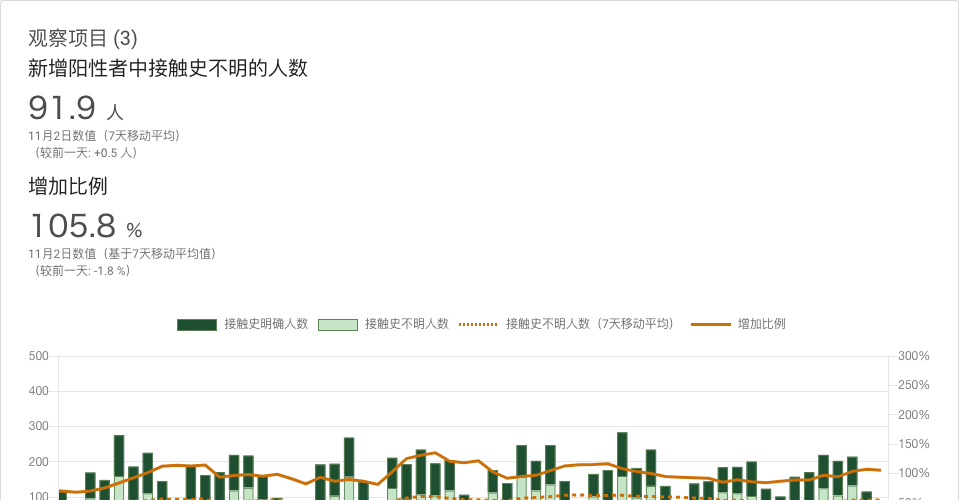 观察项目 (3)
新增阳性者中接触史不明的人数
91.9 人
11月2日数值（7天移动平均）
（较前一天: +0.5 人）
增加比例
105.8 %
11月2日数值（基于7天移动平均值）
（较前一天: -1.8 %）
接触史明确人数 接触史不明人数 接触史不明人数（7天移动平均） 增加比例
500 300%
400 250%
300 200%
200 150%
100 100%
50%